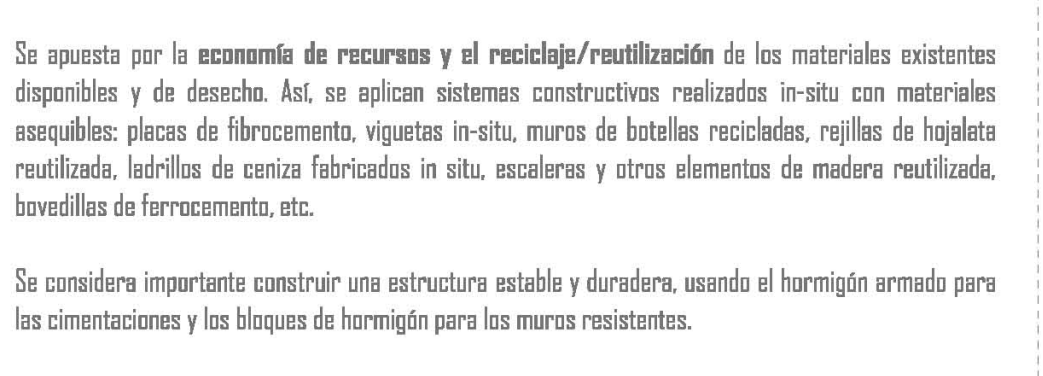 Se apuesta por la economía de recursos y el reciclaje/reutilización de los materiales existentes
disponibles y de desecho. Así, se aplican sistemas constructivos realizados in-situ con materiales
asequibles: placas de fibrocemento, viguetas in-situ, muros de botellas recicladas, rejillas de hojalata
reutilizada, ladrillos de ceniza fabricados in situ, escaleras y otros elementos de madera reutilizada,
bovedillas de ferrocemento, etc.
Se considera importante construir una estructura estable y duradera, usando el hormigón armado para
las cimentaciones y los bloques de hormigón para los muros resistentes.